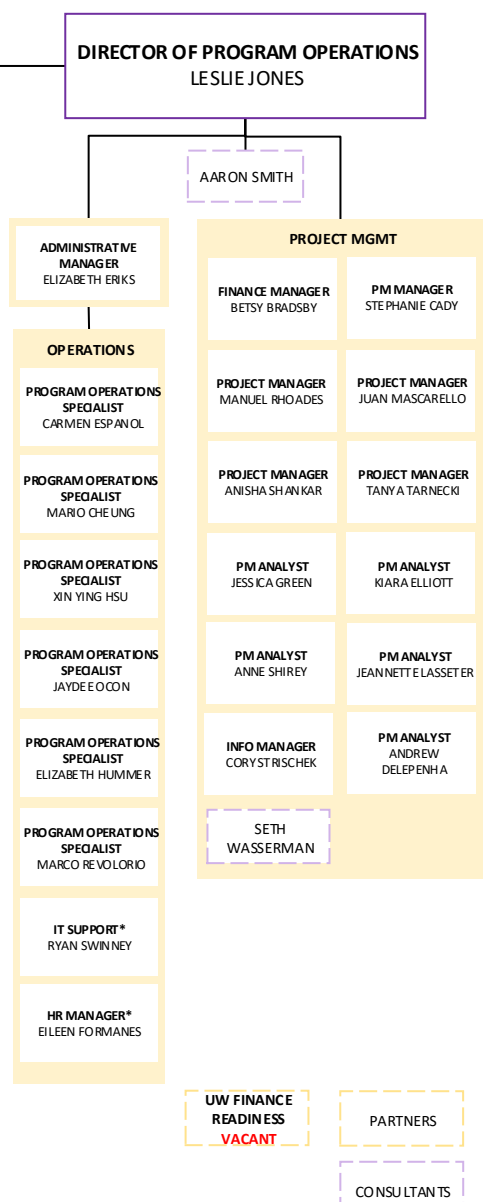 DIRECTOR OF PROGRAM OPERATIONS
LESLIE JONES
AARON SMITH
ADMINISTRATIVE
MANAGER
ELIZABETH ERIKS
OPERATIONS
PROGRAM OPERATIONS
SPECIALIST
CARMEN ESPANOL
PROGRAM OPERATIONS
SPECIALIST
MARIO CHEUNG
PROGRAM OPERATIONS
SPECIALIST
XIN YING HSU
PROGRAM OPERATIONS
SPECIALIST
JAYDEE OCON
PROGRAM OPERATIONS
SPECIALIST
ELIZABETH HUMMER
PROGRAM OPERATIONS
SPECIALIST
MARCO REVOLORIO
IT SUPPORT*
RYAN SWINNEY
HR MANAGER*
EILEEN FORMANES
PROJECT MGMT
FINANCE MANAGER
BETSY BRADSBY
PM MANAGER
STEPHANIE CADY
PROJECT MANAGER
MANUEL RHOADES
PROJECT MANAGER
JUAN MASCARELLO
PROJECT MANAGER
ANISHA SHANKAR
PROJECT MANAGER
TANYA TARNECKI
PM ANALYST
JESSICA GREEN
PM ANALYST
KIARA ELLIOTT
PM ANALYST
ANNE SHIREY
PM ANALYST
JEANNETTE LASSETER
INFO MANAGER
CORY STRISCHEK
PM ANALYST
ANDREW
DELEPENHA
SETH
WASSERMAN
UW FINANCE
READINESS
VACANT
PARTNERS
CONSULTANTS